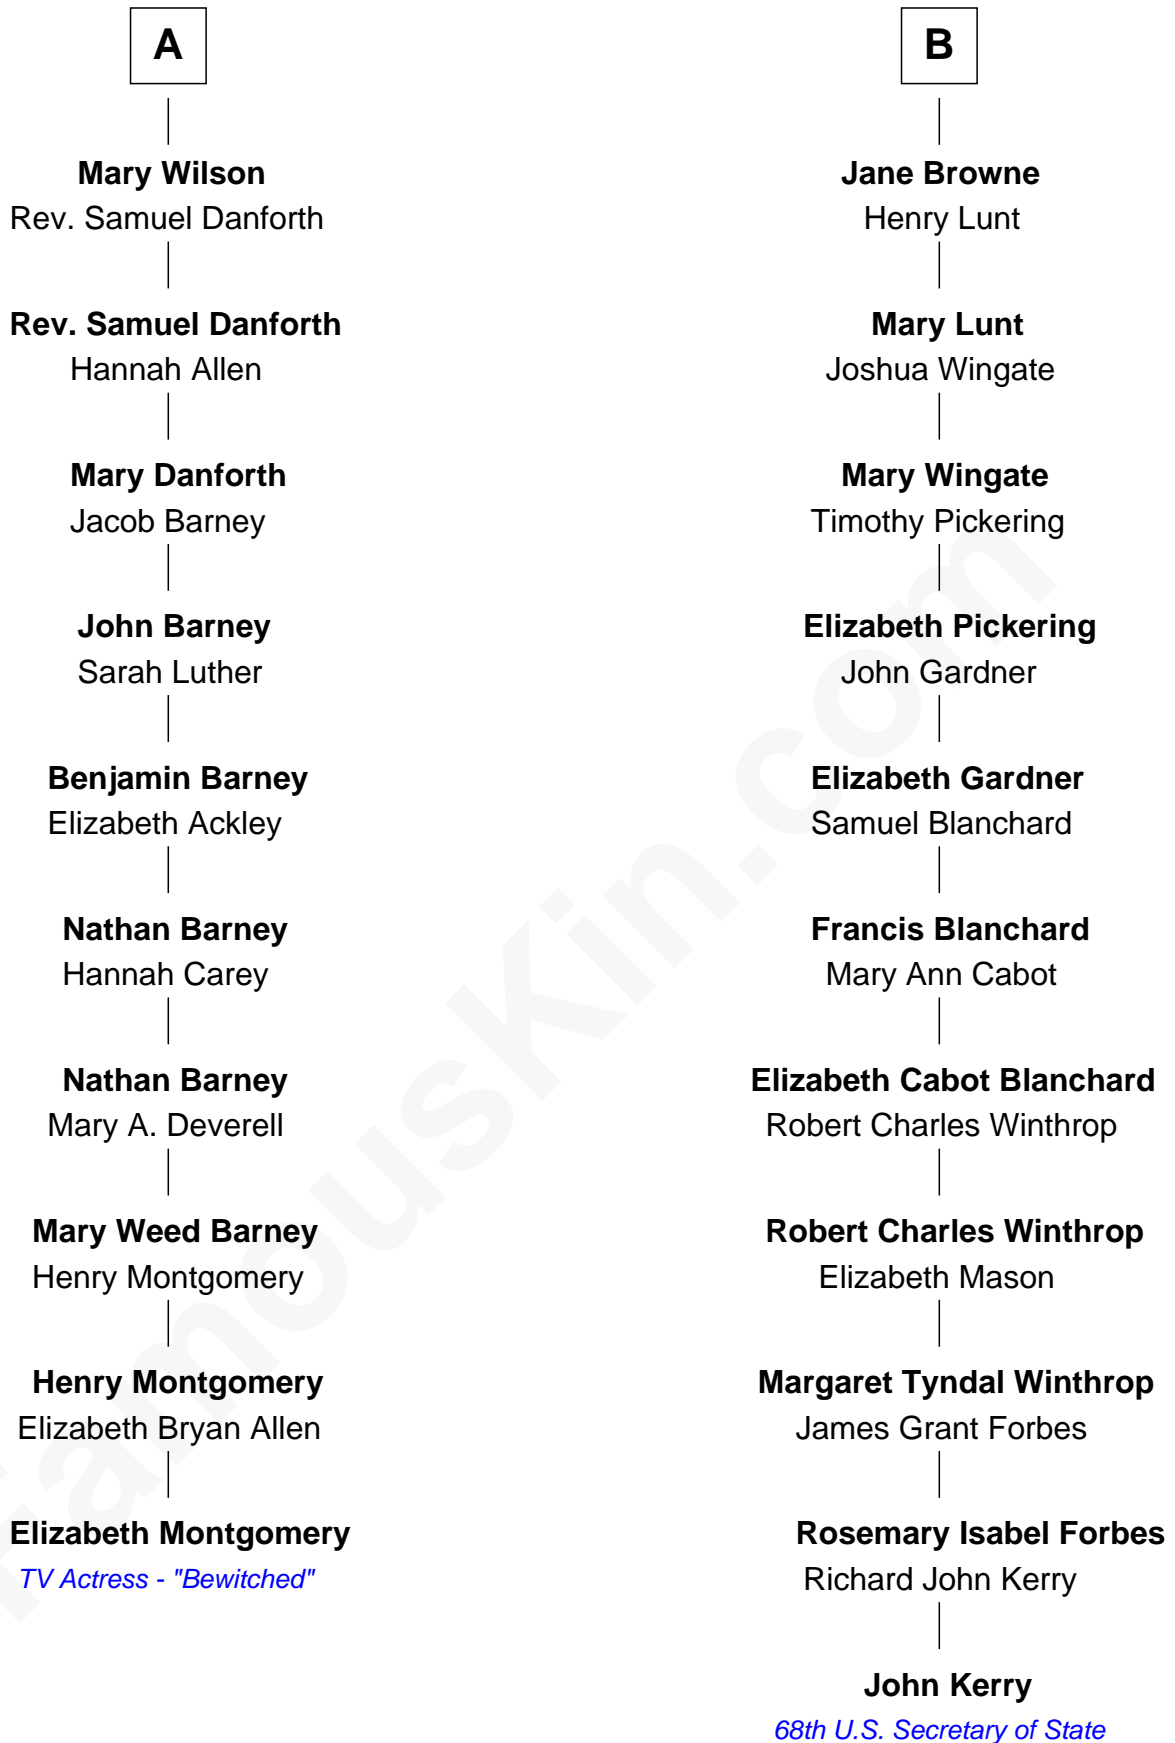 A
Mary Wilson
Rev. Samuel Danforth
Rev. Samuel Danforth
Hannah Allen
Mary Danforth
Jacob Barney
John Barney
Sarah Luther
Benjamin Barney
Elizabeth Ackley
Nathan Barney
Hannah Carey
Nathan Barney
Mary A. Deverell
Mary Weed Barney
Henry Montgomery
Henry Montgomery
Elizabeth Bryan Allen
Elizabeth Montgomery
TV Actress - "Bewitched"
B
Jane Browne
Henry Lunt
Mary Lunt
Joshua Wingate
Mary Wingate
Timothy Pickering
Elizabeth Pickering
John Gardner
Elizabeth Gardner
Samuel Blanchard
Francis Blanchard
Mary Ann Cabot
Elizabeth Cabot Blanchard
Robert Charles Winthrop
Robert Charles Winthrop
Elizabeth Mason
Margaret Tyndal Winthrop
James Grant Forbes
Rosemary Isabel Forbes
Richard John Kerry
John Kerry
68th U.S. Secretary of State
FamousKin.com